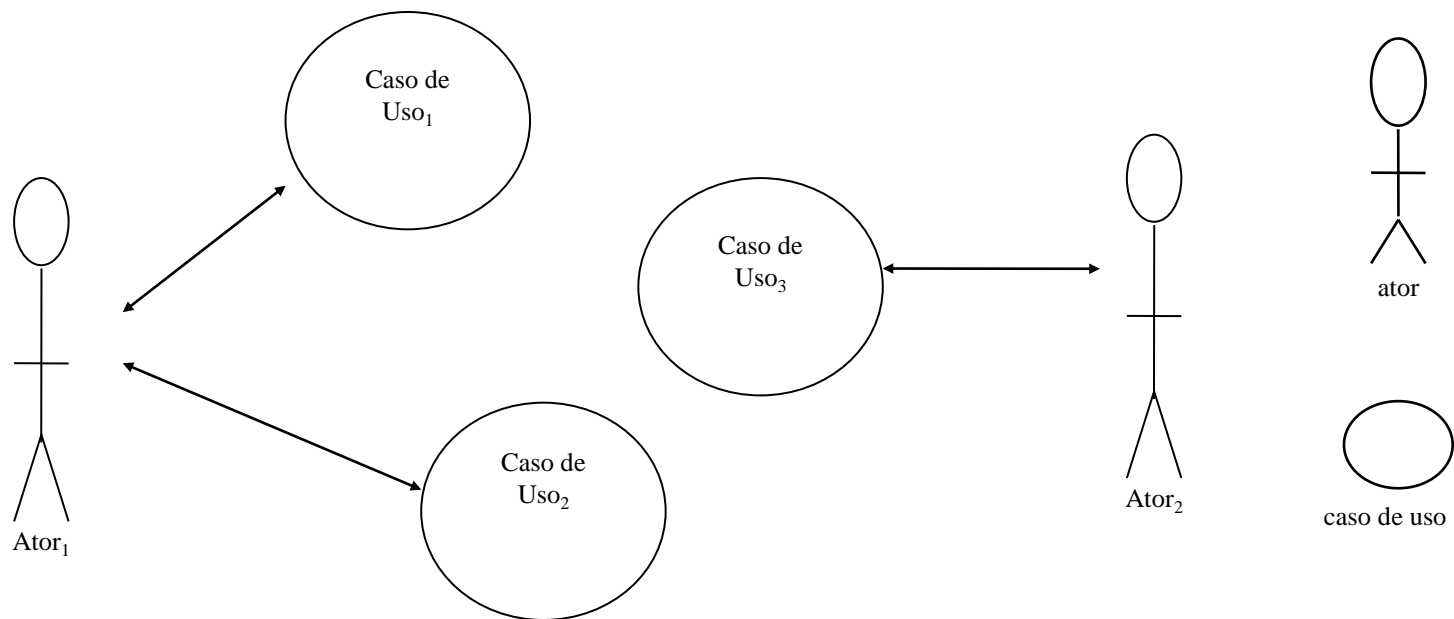 Caso de
Uso₁
Caso de
Uso₃
Caso de
Uso₂
Ator₁
Ator₂
ator
caso de uso